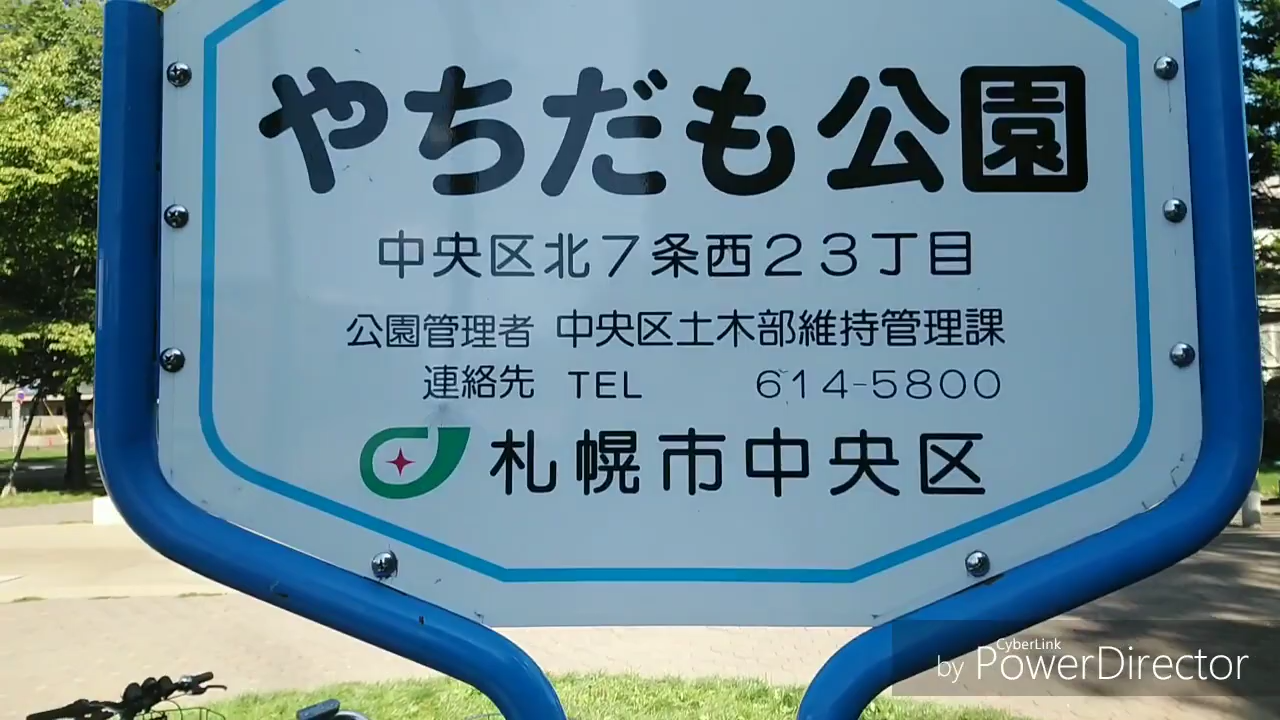 やちだも公園
中央区北7条西23丁目
公園管理者 中央区土木部維持管理課
連絡先 TEL 614-5800
札幌市中央区
CyberLink
by PowerDirector